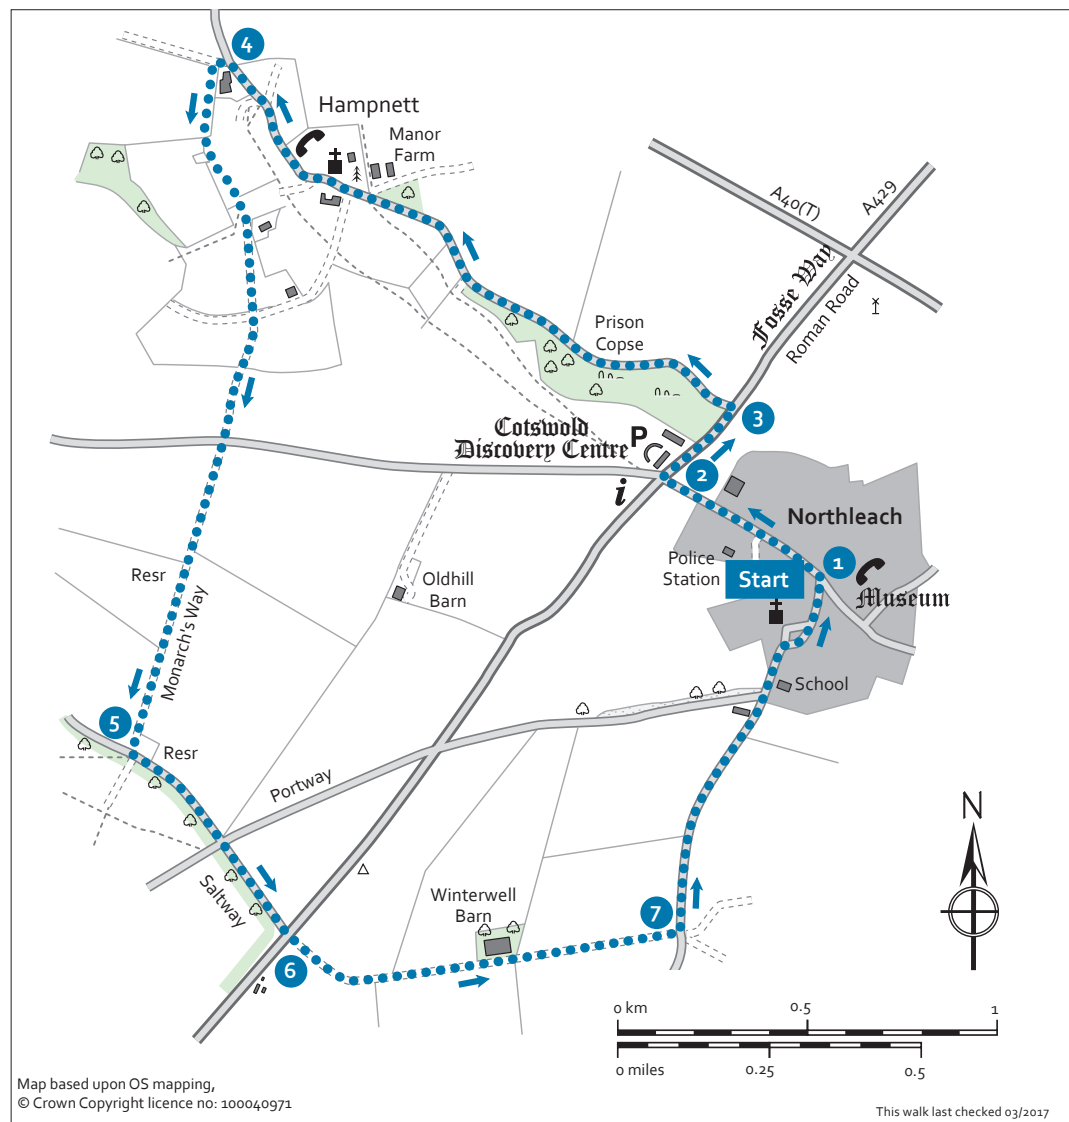 4
Hampnett
Manor
Farm
A40(T)
A429
Fosse Way
Roman Road
Prison
Copse
3
Cotswold
Discovery Centre
P
2
i
Northleach
Police
Station
Start
1
Museum
Resr
Oldhill
Barn
Monarch's Way
School
5
Resr
Portway
Saltway
Winterwell
Barn
7
6
N
0 km
0.5
1
0 miles
0.25
0.5
Map based upon OS mapping,
© Crown Copyright licence no: 100040971
This walk last checked 03/2017